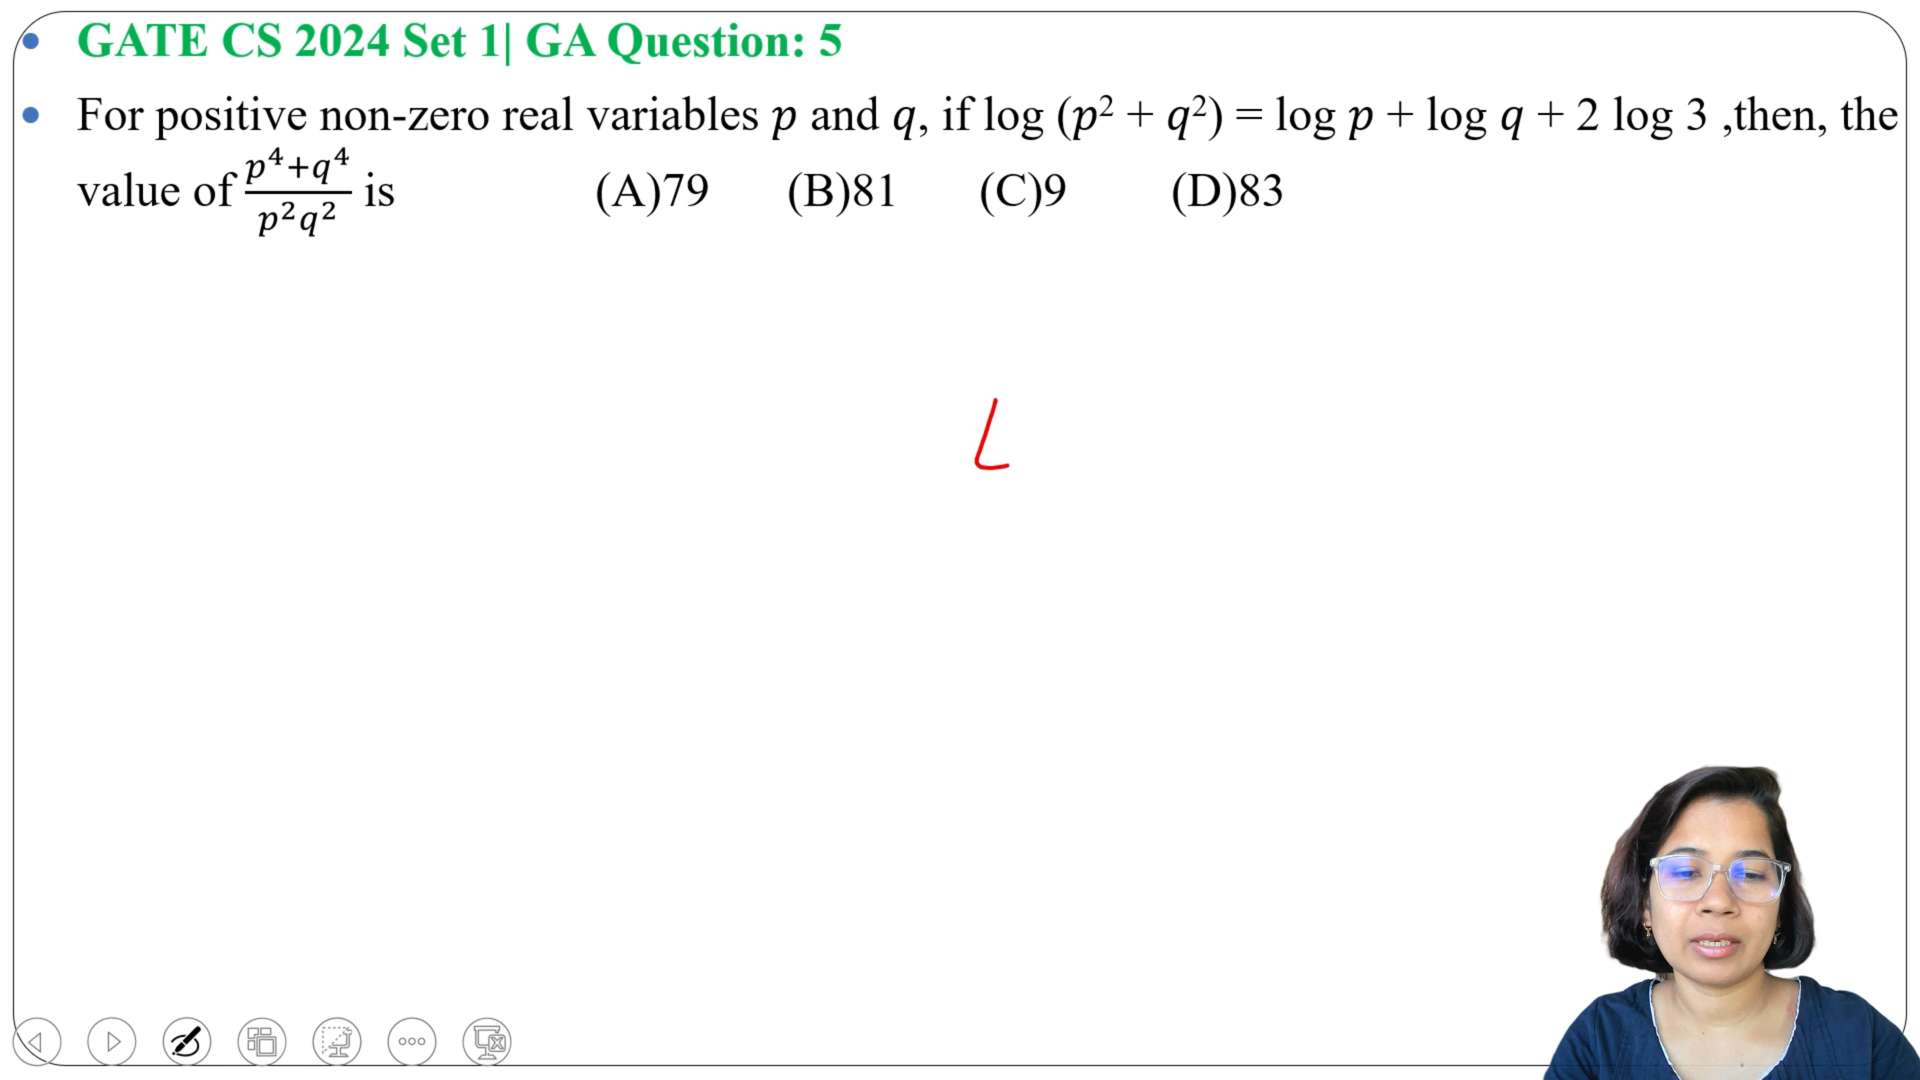 GATE CS 2024 Set 1| GA Question: 5
For positive non-zero real variables p and q, if log (p² + q²) = log p + log q + 2 log 3 ,then, the
value of p⁴+q⁴/p²q² is (A)79 (B)81 (C)9 (D)83
L